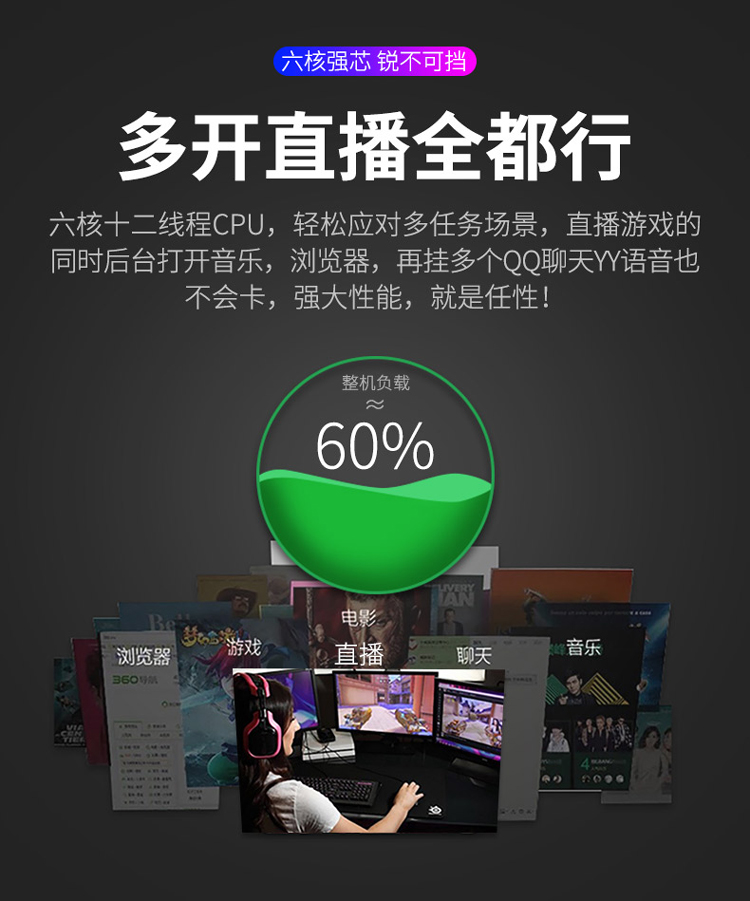 六核强芯 锐不可挡
多开直播全都行
六核十二线程CPU，轻松应对多任务场景，直播游戏的
同时后台打开音乐，浏览器，再挂多个QQ聊天YY语音也
不会卡，强大性能，就是任性！
整机负载
≈
60%
电影
浏览器
游戏
直播
聊天
音乐
360导航